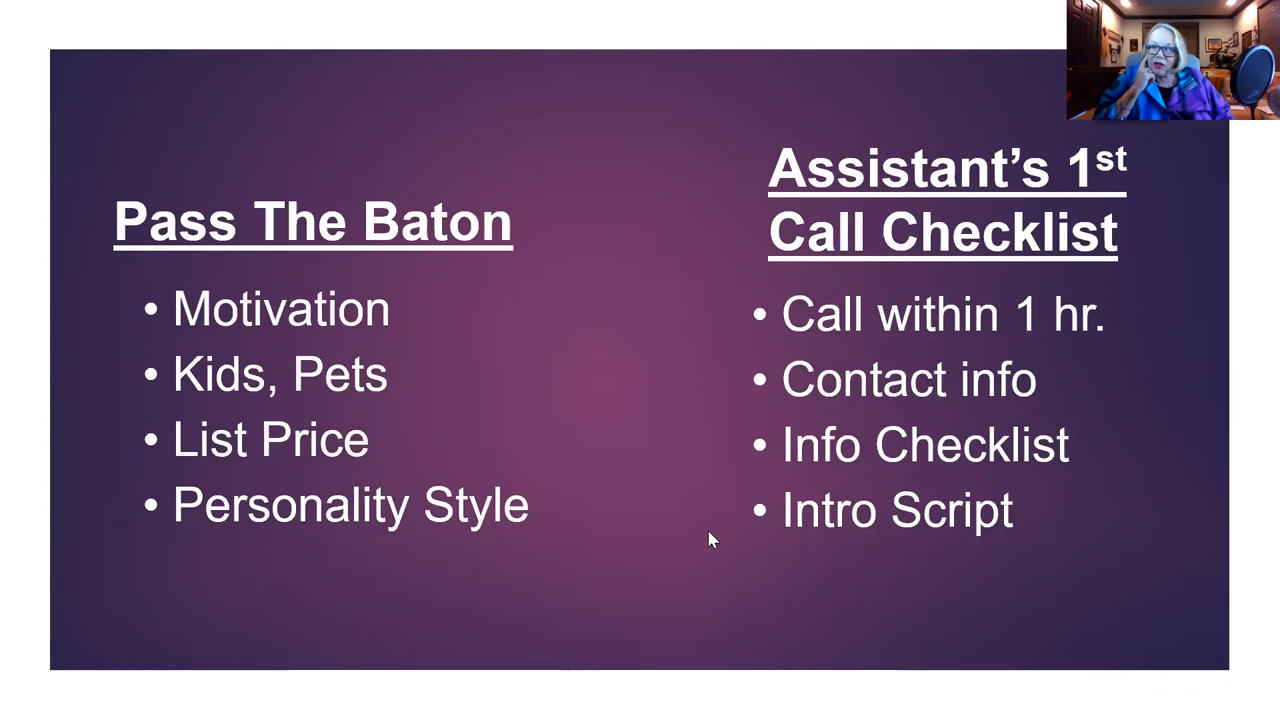 Pass The Baton
• Motivation
• Kids, Pets
• List Price
• Personality Style
Assistant’s 1st
Call Checklist
• Call within 1 hr.
• Contact info
• Info Checklist
• Intro Script